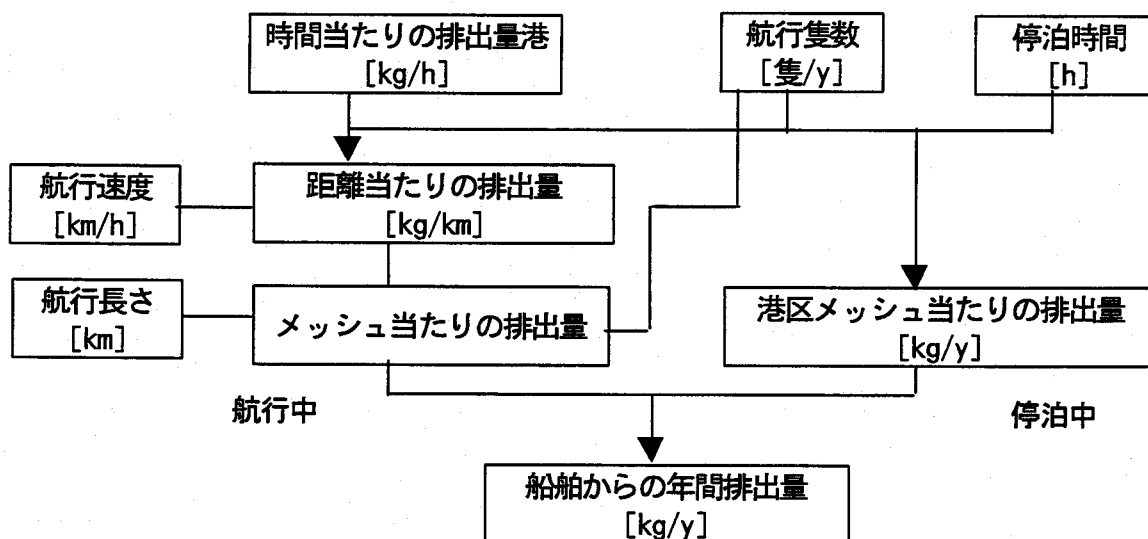 時間当たりの排出量港
[kg/h]
航行隻数
[隻/y]
停泊時間
[h]
航行速度
[km/h]
距離当たりの排出量
[kg/km]
航行長さ
[km]
メッシュ当たりの排出量
港区メッシュ当たりの排出量
[kg/y]
航行中
停泊中
船舶からの年間排出量
[kg/y]